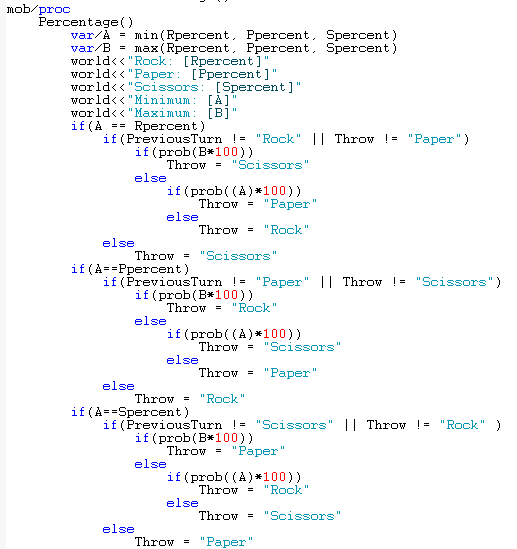 mob/proc
    Percentage()
        var/A = min(Rpercent, Ppercent, Spercent)
        var/B = max(Rpercent, Ppercent, Spercent)
        world<<"Rock: [Rpercent]"
        world<<"Paper: [Ppercent]"
        world<<"Scissors: [Spercent]"
        world<<"Minimum: [A]"
        world<<"Maximum: [B]"
        if(A == Rpercent)
            if(PreviousTurn != "Rock" || Throw != "Paper")
                if(prob(B*100))
                    Throw = "Scissors"
                else
                    if(prob((A)*100))
                        Throw = "Paper"
                    else
                        Throw = "Rock"
            else
                Throw = "Scissors"
        if(A==Ppercent)
            if(PreviousTurn != "Paper" || Throw != "Scissors")
                if(prob(B*100))
                    Throw = "Rock"
                else
                    if(prob((A)*100))
                        Throw = "Scissors"
                    else
                        Throw = "Paper"
            else
                Throw = "Rock"
        if(A==Spercent)
            if(PreviousTurn != "Scissors" || Throw != "Rock" )
                if(prob(B*100))
                    Throw = "Paper"
                else
                    if(prob((A)*100))
                        Throw = "Rock"
                    else
                        Throw = "Scissors"
            else
                Throw = "Paper"